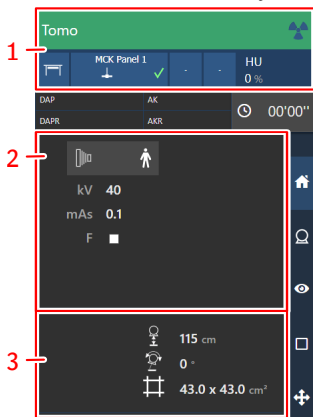 Tomo
1
MCK Panel 1
- -
HU
0 %
DAP AK
00'00''
DAPR AKR
2
kV 40
mAs 0.1
F
3
115 cm
0 °
43.0 x 43.0 cm²